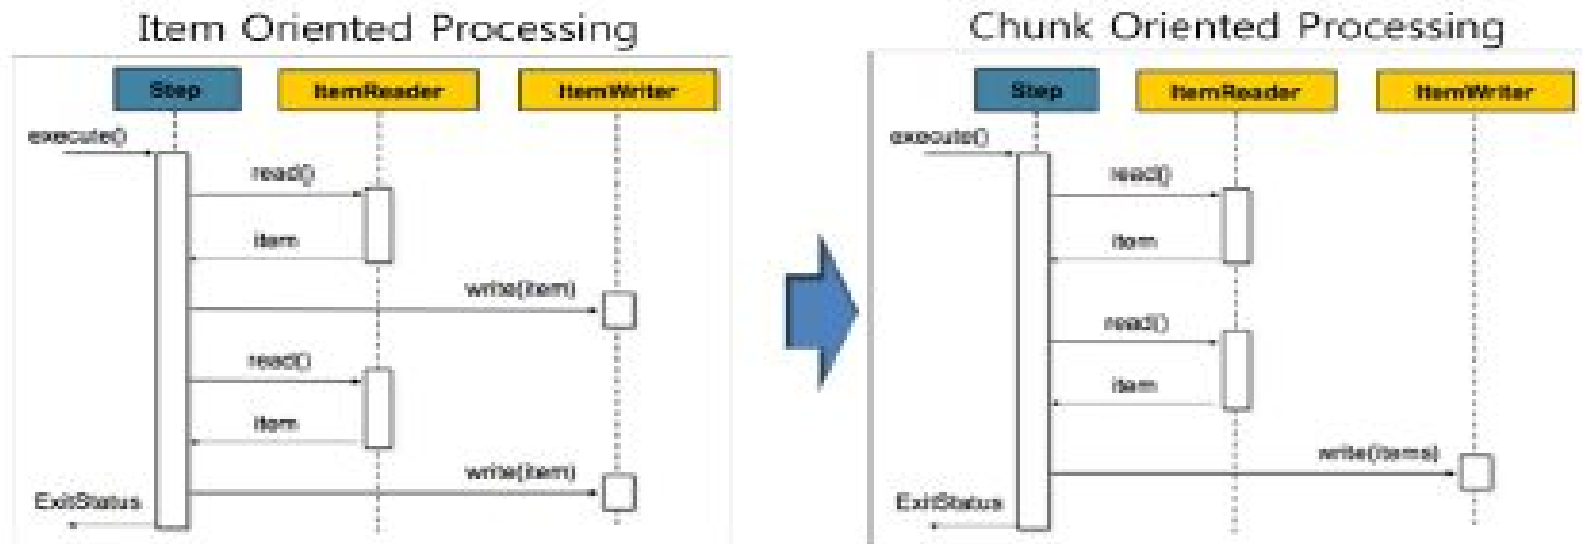 Item Oriented Processing
Step
ItemReader
ItemWriter
execute()
read()
item
write(item)
read()
item
write(item)
ExitStatus
Chunk Oriented Processing
Step
ItemReader
ItemWriter
execute()
read()
item
read()
item
write(items)
ExitStatus